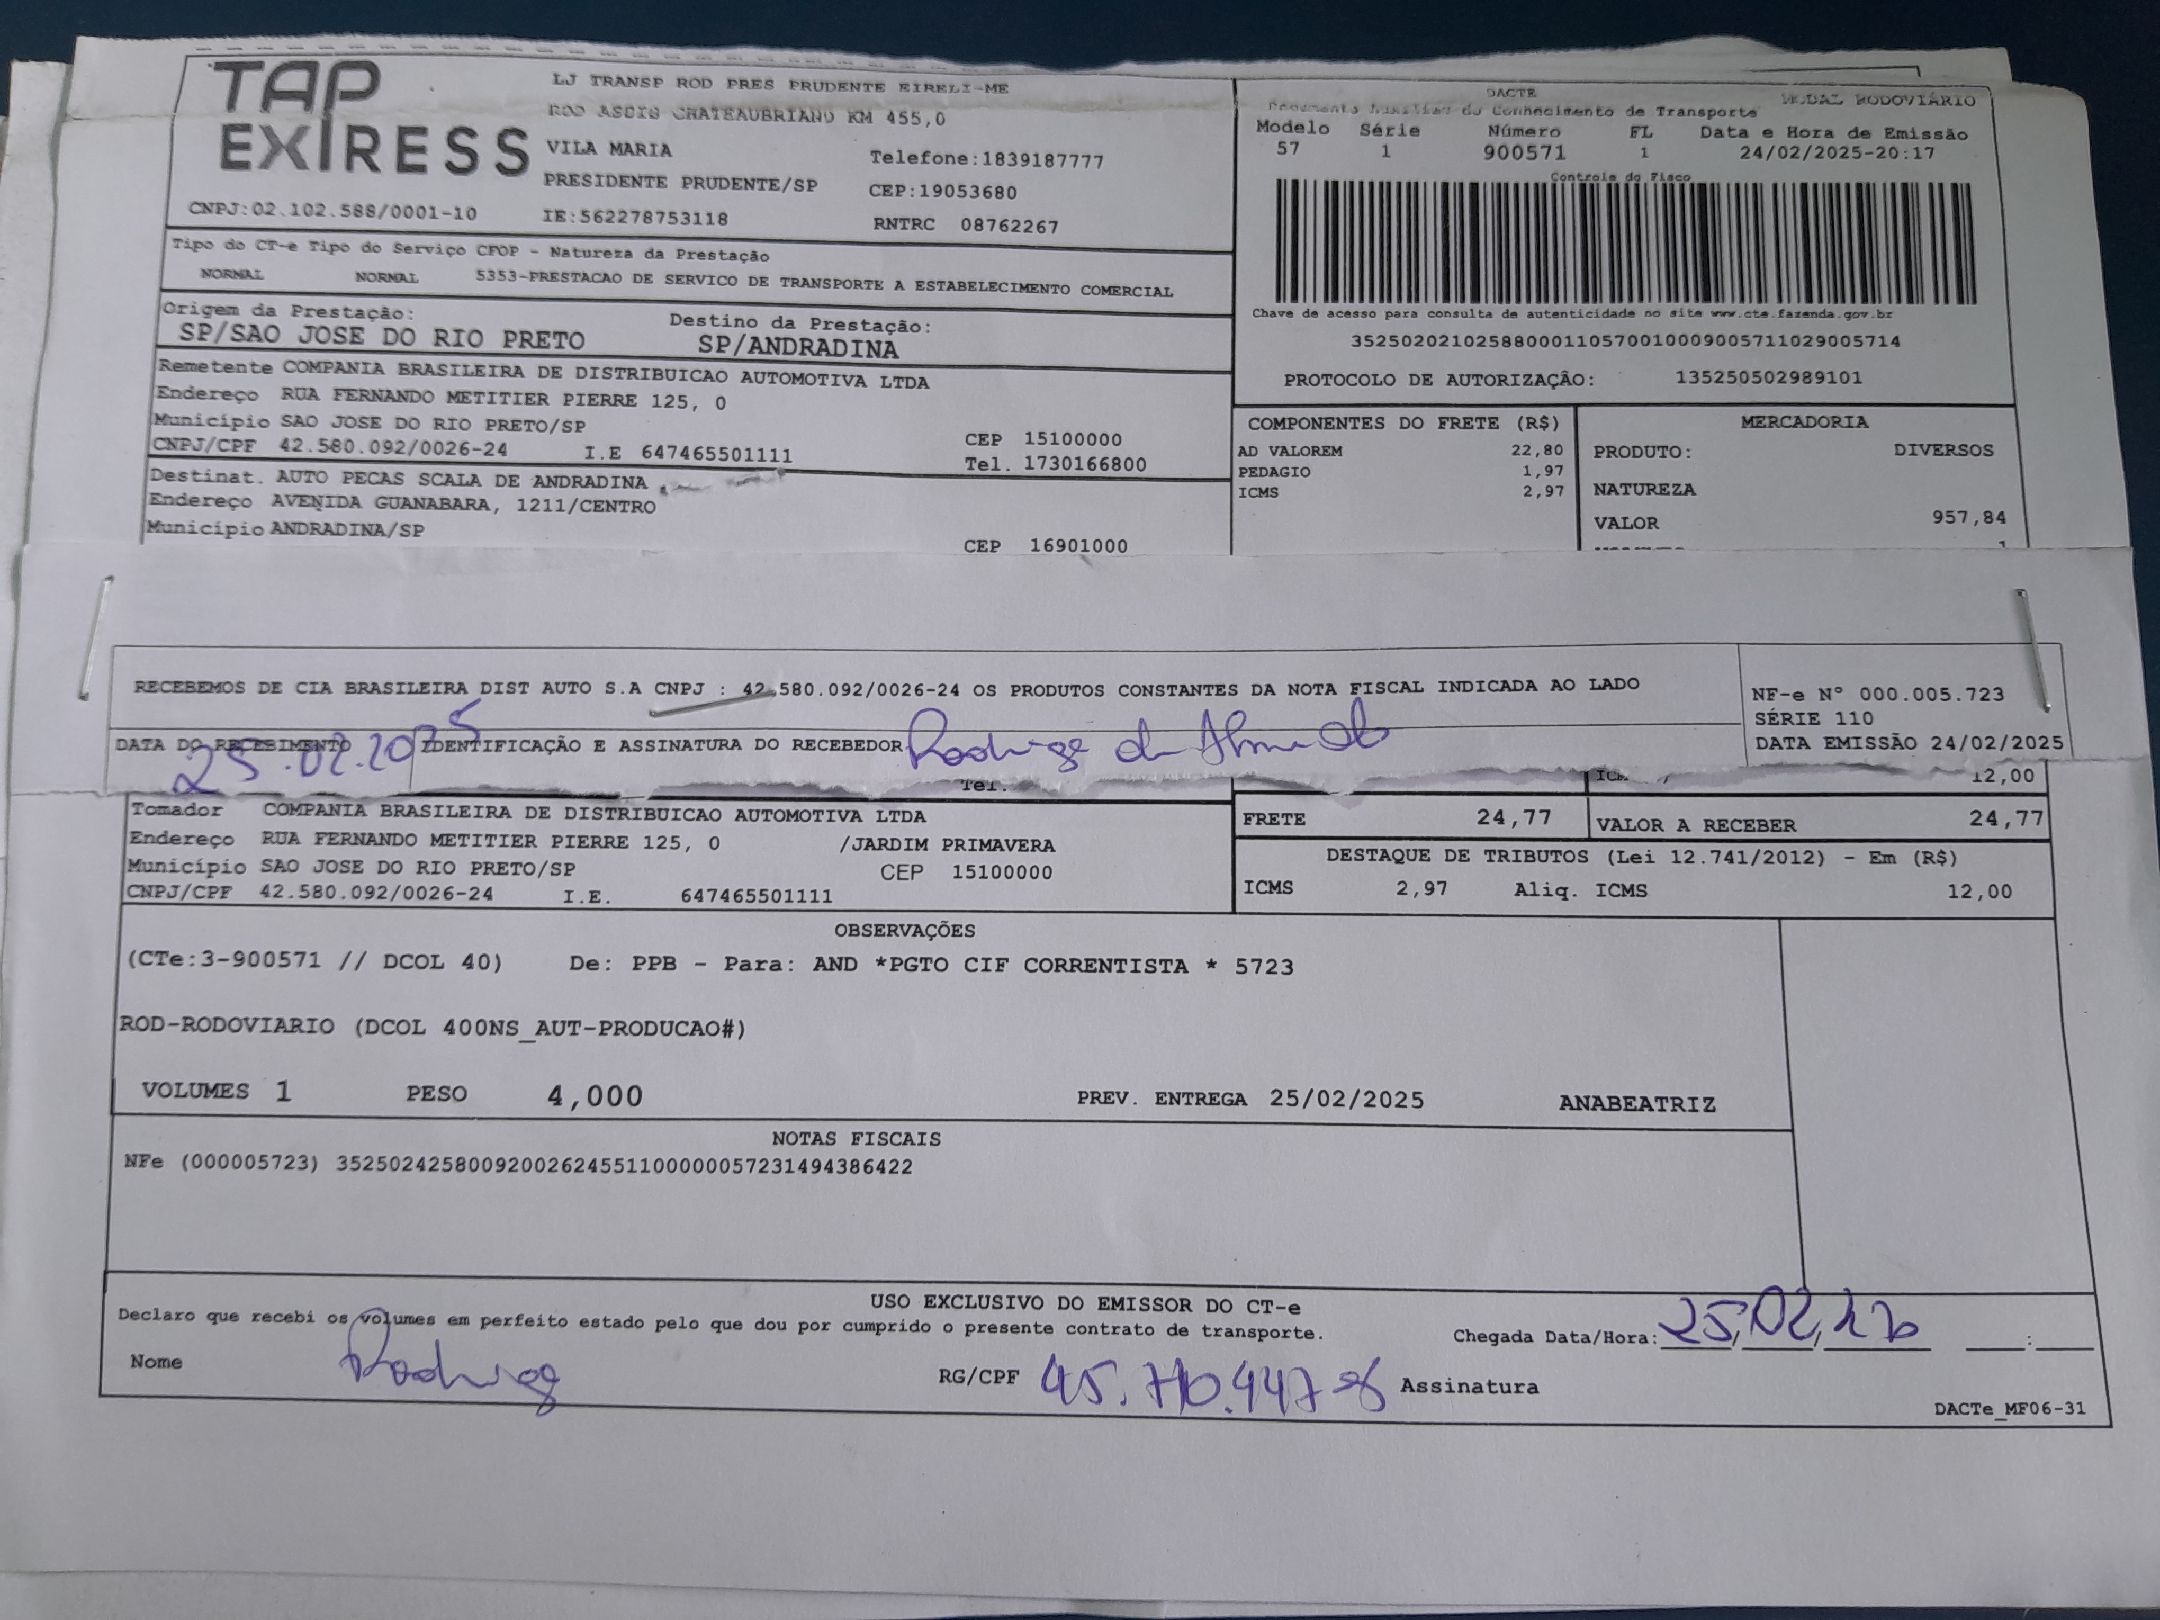 TAP
EXPRESS
LJ TRANSP ROD PRES PRUDENTE EIRELI-ME
ROD ASSIS CHATEAUBRIAND KM 455,0
VILA MARIA
Telefone:1839187777
PRESIDENTE PRUDENTE/SP
CEP:19053680
CNPJ:02.102.588/0001-10
IE:562278753118
RNTRC 08762267
DACTE
Documento Auxiliar do Conhecimento de Transporte
MODAL RODOVIÁRIO
Modelo Série Número FL Data e Hora de Emissão
57 1 900571 1 24/02/2025-20:17
Controle do Fisco
Chave de acesso para consulta de autenticidade no site www.cte.fazenda.gov.br
35250202102588000110570010009005711029005714
PROTOCOLO DE AUTORIZAÇÃO: 135250502989101
Tipo do CT-e Tipo do Serviço CFOP - Natureza da Prestação
NORMAL NORMAL 5353-PRESTACAO DE SERVICO DE TRANSPORTE A ESTABELECIMENTO COMERCIAL
Origem da Prestação:
SP/SAO JOSE DO RIO PRETO
Destino da Prestação:
SP/ANDRADINA
Remetente COMPANIA BRASILEIRA DE DISTRIBUICAO AUTOMOTIVA LTDA
Endereço RUA FERNANDO METITIER PIERRE 125, 0
Município SAO JOSE DO RIO PRETO/SP
CEP 15100000
CNPJ/CPF 42.580.092/0026-24 I.E 647465501111
Tel. 1730166800
Destinat. AUTO PECAS SCALA DE ANDRADINA
Endereço AVENIDA GUANABARA, 1211/CENTRO
Município ANDRADINA/SP
CEP 16901000
COMPONENTES DO FRETE (R$)
AD VALOREM 22,80
PEDAGIO 1,97
ICMS 2,97
MERCADORIA
PRODUTO: DIVERSOS
NATUREZA
VALOR 957,84
RECEBEMOS DE CIA BRASILEIRA DIST AUTO S.A CNPJ : 42.580.092/0026-24 OS PRODUTOS CONSTANTES DA NOTA FISCAL INDICADA AO LADO
NF-e N° 000.005.723
SÉRIE 110
DATA EMISSÃO 24/02/2025
DATA DO RECEBIMENTO
25.02.2025
IDENTIFICAÇÃO E ASSINATURA DO RECEBEDOR
Tel.
12,00
Tomador COMPANIA BRASILEIRA DE DISTRIBUICAO AUTOMOTIVA LTDA
Endereço RUA FERNANDO METITIER PIERRE 125, 0 /JARDIM PRIMAVERA
Município SAO JOSE DO RIO PRETO/SP CEP 15100000
CNPJ/CPF 42.580.092/0026-24 I.E. 647465501111
FRETE 24,77
VALOR A RECEBER 24,77
DESTAQUE DE TRIBUTOS (Lei 12.741/2012) - Em (R$)
ICMS 2,97 Aliq. ICMS 12,00
OBSERVAÇÕES
(CTe:3-900571 // DCOL 40) De: PPB - Para: AND *PGTO CIF CORRENTISTA * 5723
ROD-RODOVIARIO (DCOL 400NS_AUT-PRODUCAO#)
VOLUMES 1 PESO 4,000 PREV. ENTREGA 25/02/2025 ANABEATRIZ
NOTAS FISCAIS
NFe (000005723) 35250242580092002624551100000057231494386422
USO EXCLUSIVO DO EMISSOR DO CT-e
Declaro que recebi os volumes em perfeito estado pelo que dou por cumprido o presente contrato de transporte.
Chegada Data/Hora: 25,02,
Nome
RG/CPF
Assinatura
DACTe_MF06-31